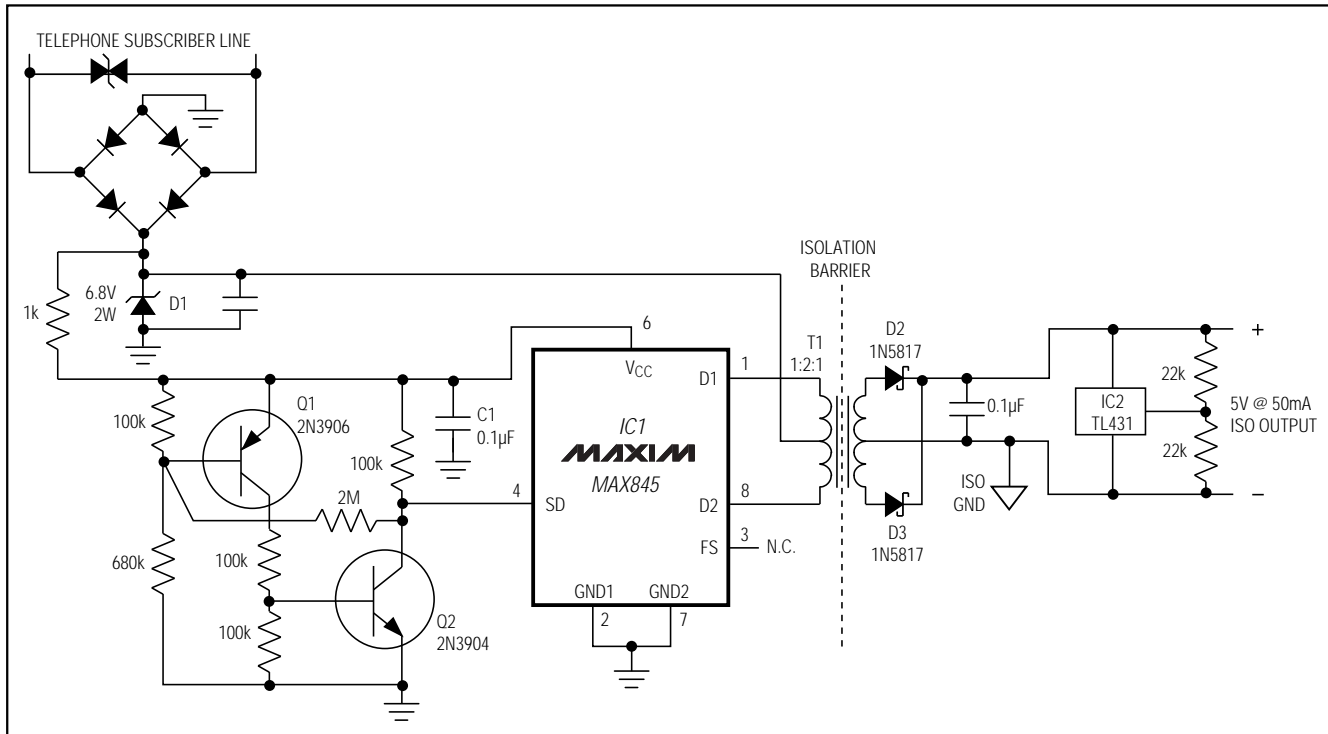 TELEPHONE SUBSCRIBER LINE
1k
6.8V
2W
D1
ISOLATION
BARRIER
6
VCC
T1
1:2:1
D2
1N5817
1
D1
100k
Q1
2N3906
C1
0.1µF
100k
IC1
MAXIM
MAX845
0.1µF
IC2
TL431
22k
22k
5V @ 50mA
ISO OUTPUT
+
–
2M
4
SD
8
D2
ISO
GND
D3
1N5817
3
FS
N.C.
680k
100k
100k
Q2
2N3904
GND1
GND2
2
7